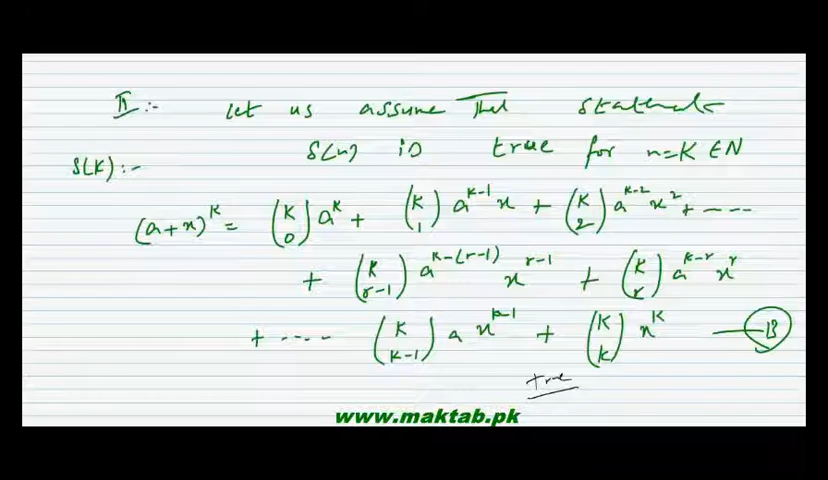 II :- Let us assume that statement
S(n) is true for n=K ∈ N
S(K) :-
(a+x)^K = (K 0) a^K + (K 1) a^{K-1} x + (K 2) a^{K-2} x^2 + -----
+ (K r-1) a^{K-(r-1)} x^{r-1} + (K r) a^{K-r} x^r
+ ----- (K K-1) a x^{K-1} + (K K) x^K — B
true
www.maktab.pk